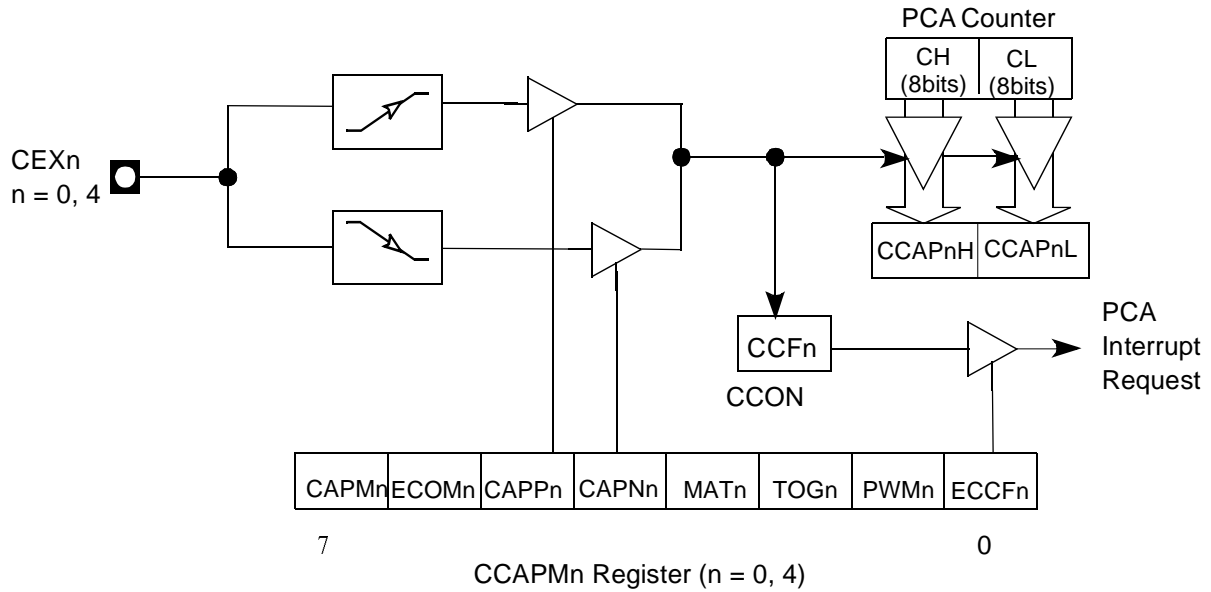 PCA Counter
CH CL
(8bits) (8bits)
CEXn
n = 0, 4
CCAPnH CCAPnL
CCFn
CCON
PCA
Interrupt
Request
CAPMn ECOMn CAPPn CAPNn MATn TOGn PWMn ECCFn
7 0
CCAPMn Register (n = 0, 4)